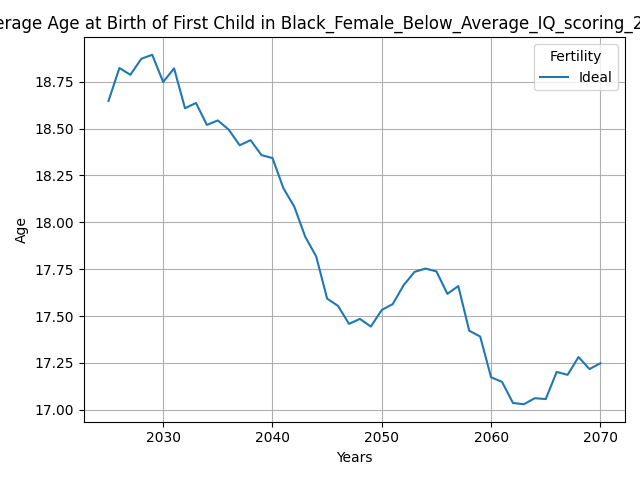 erage Age at Birth of First Child in Black_Female_Below_Average_IQ_scoring_2
Fertility
Ideal
18.75
18.50
18.25
18.00
17.75
17.50
17.25
17.00
Age
2030 2040 2050 2060 2070
Years